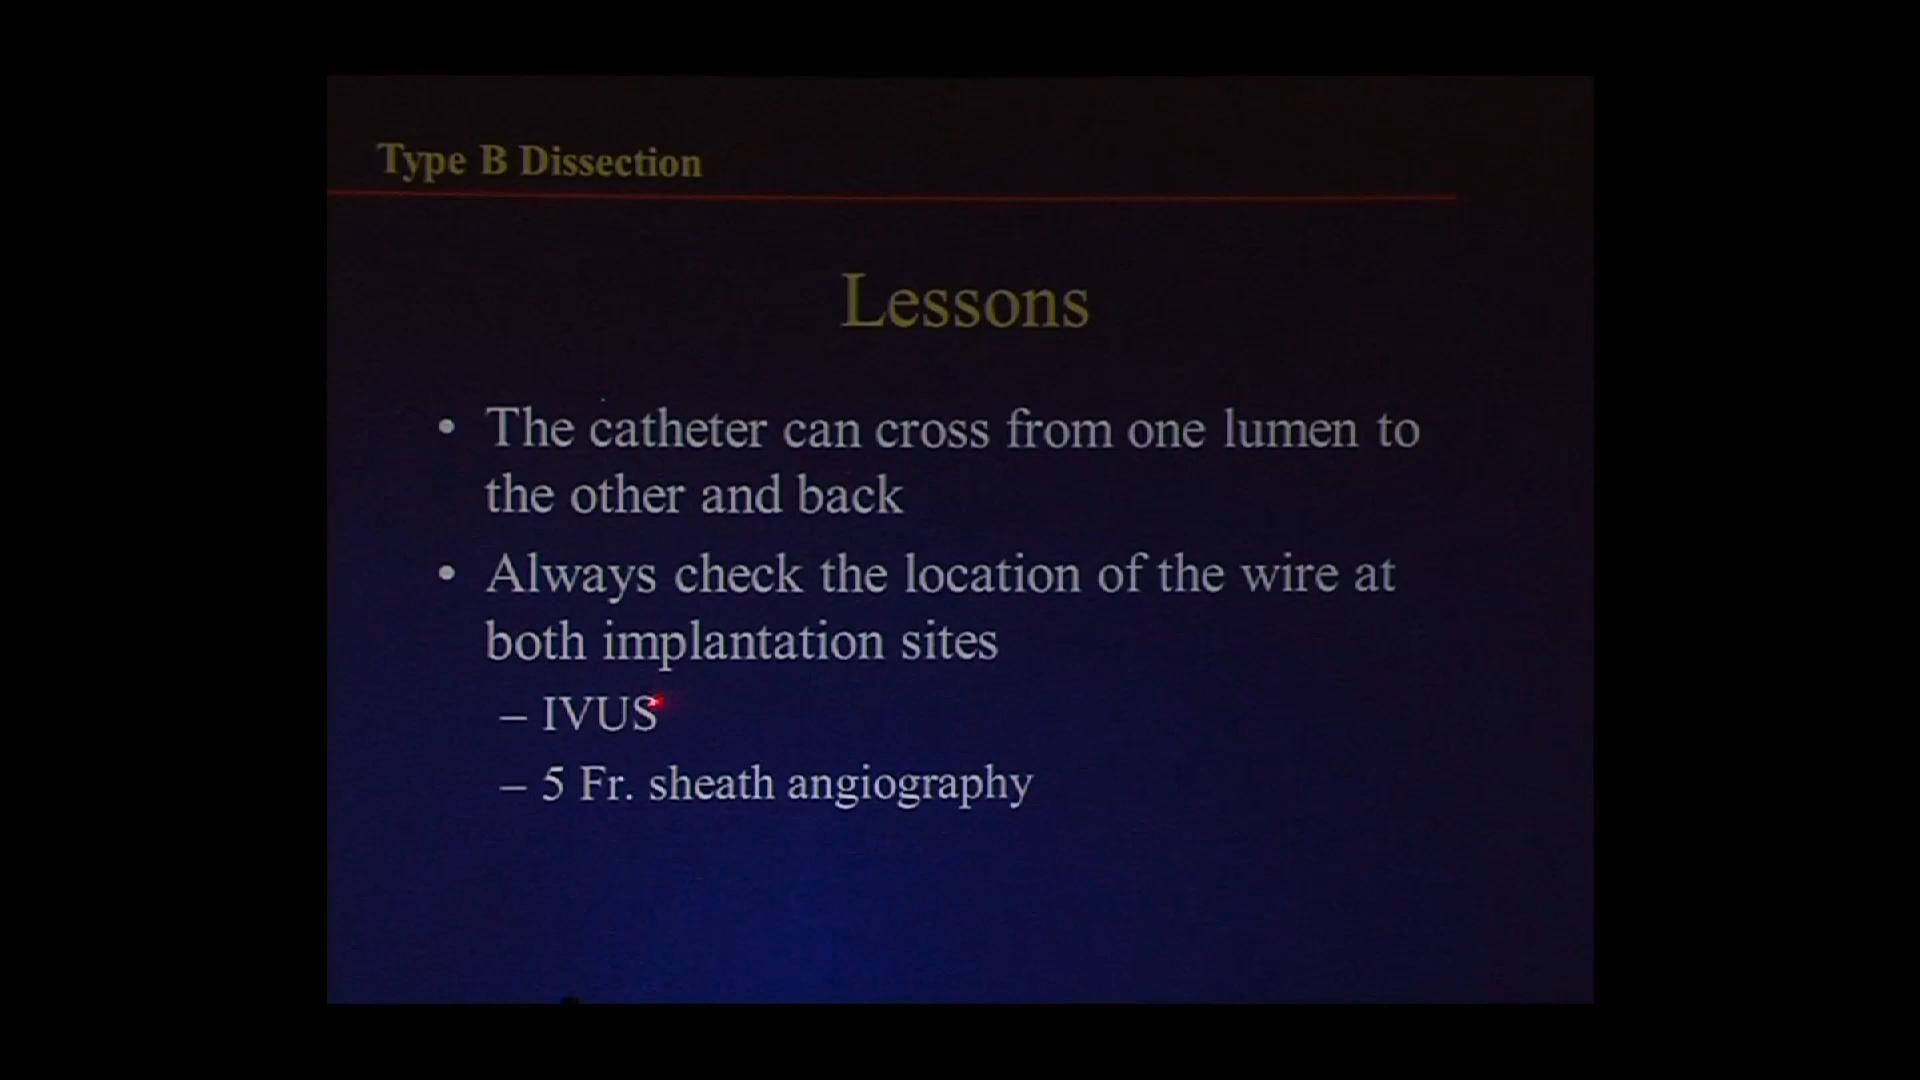 Type B Dissection
Lessons
• The catheter can cross from one lumen to
the other and back
• Always check the location of the wire at
both implantation sites
– IVUS
– 5 Fr. sheath angiography